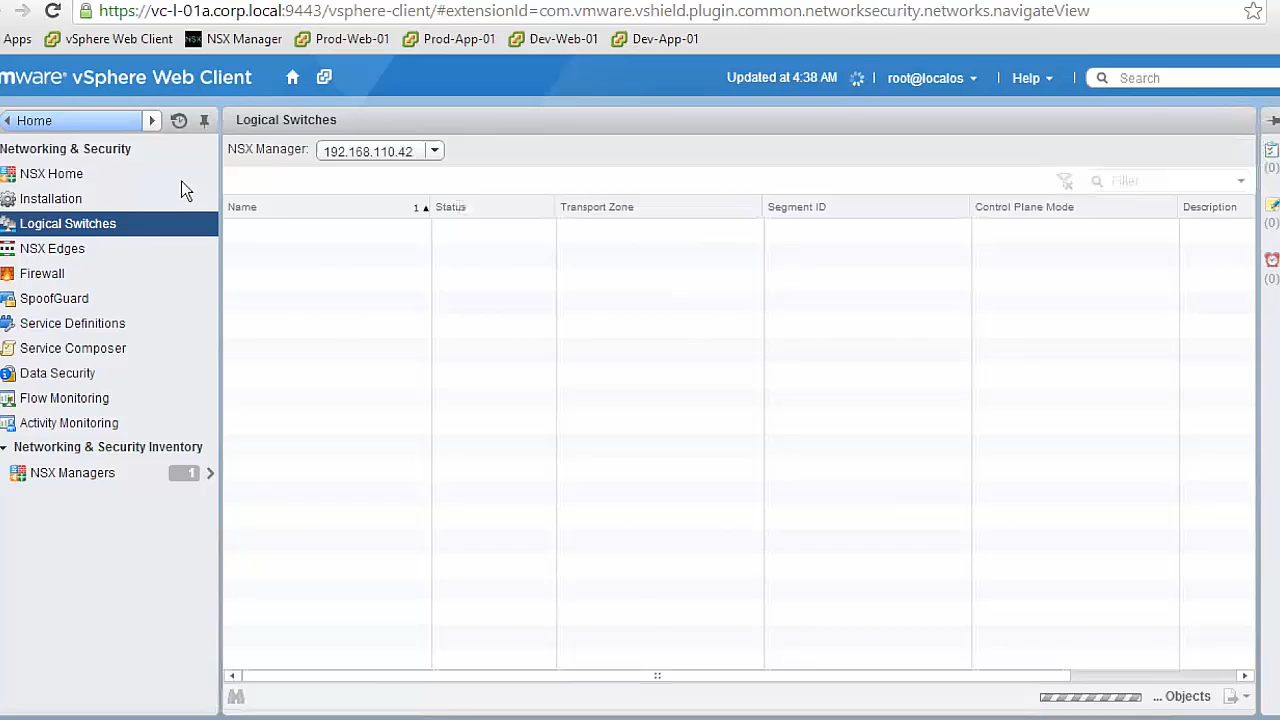 https://vc-l-01a.corp.local:9443/vsphere-client/#extensionId=com.vmware.vshield.plugin.common.networksecurity.networks.navigateView
Apps vSphere Web Client NSX NSX Manager Prod-Web-01 Prod-App-01 Dev-Web-01 Dev-App-01
mware® vSphere Web Client Updated at 4:38 AM root@localos Help Search
Home Logical Switches
Networking & Security NSX Manager: 192.168.110.42
NSX Home Filter
Installation Name 1 Status Transport Zone Segment ID Control Plane Mode Description
Logical Switches
NSX Edges
Firewall
SpoofGuard
Service Definitions
Service Composer
Data Security
Flow Monitoring
Activity Monitoring
Networking & Security Inventory
NSX Managers 1
(0)
(0)
(0)
... Objects